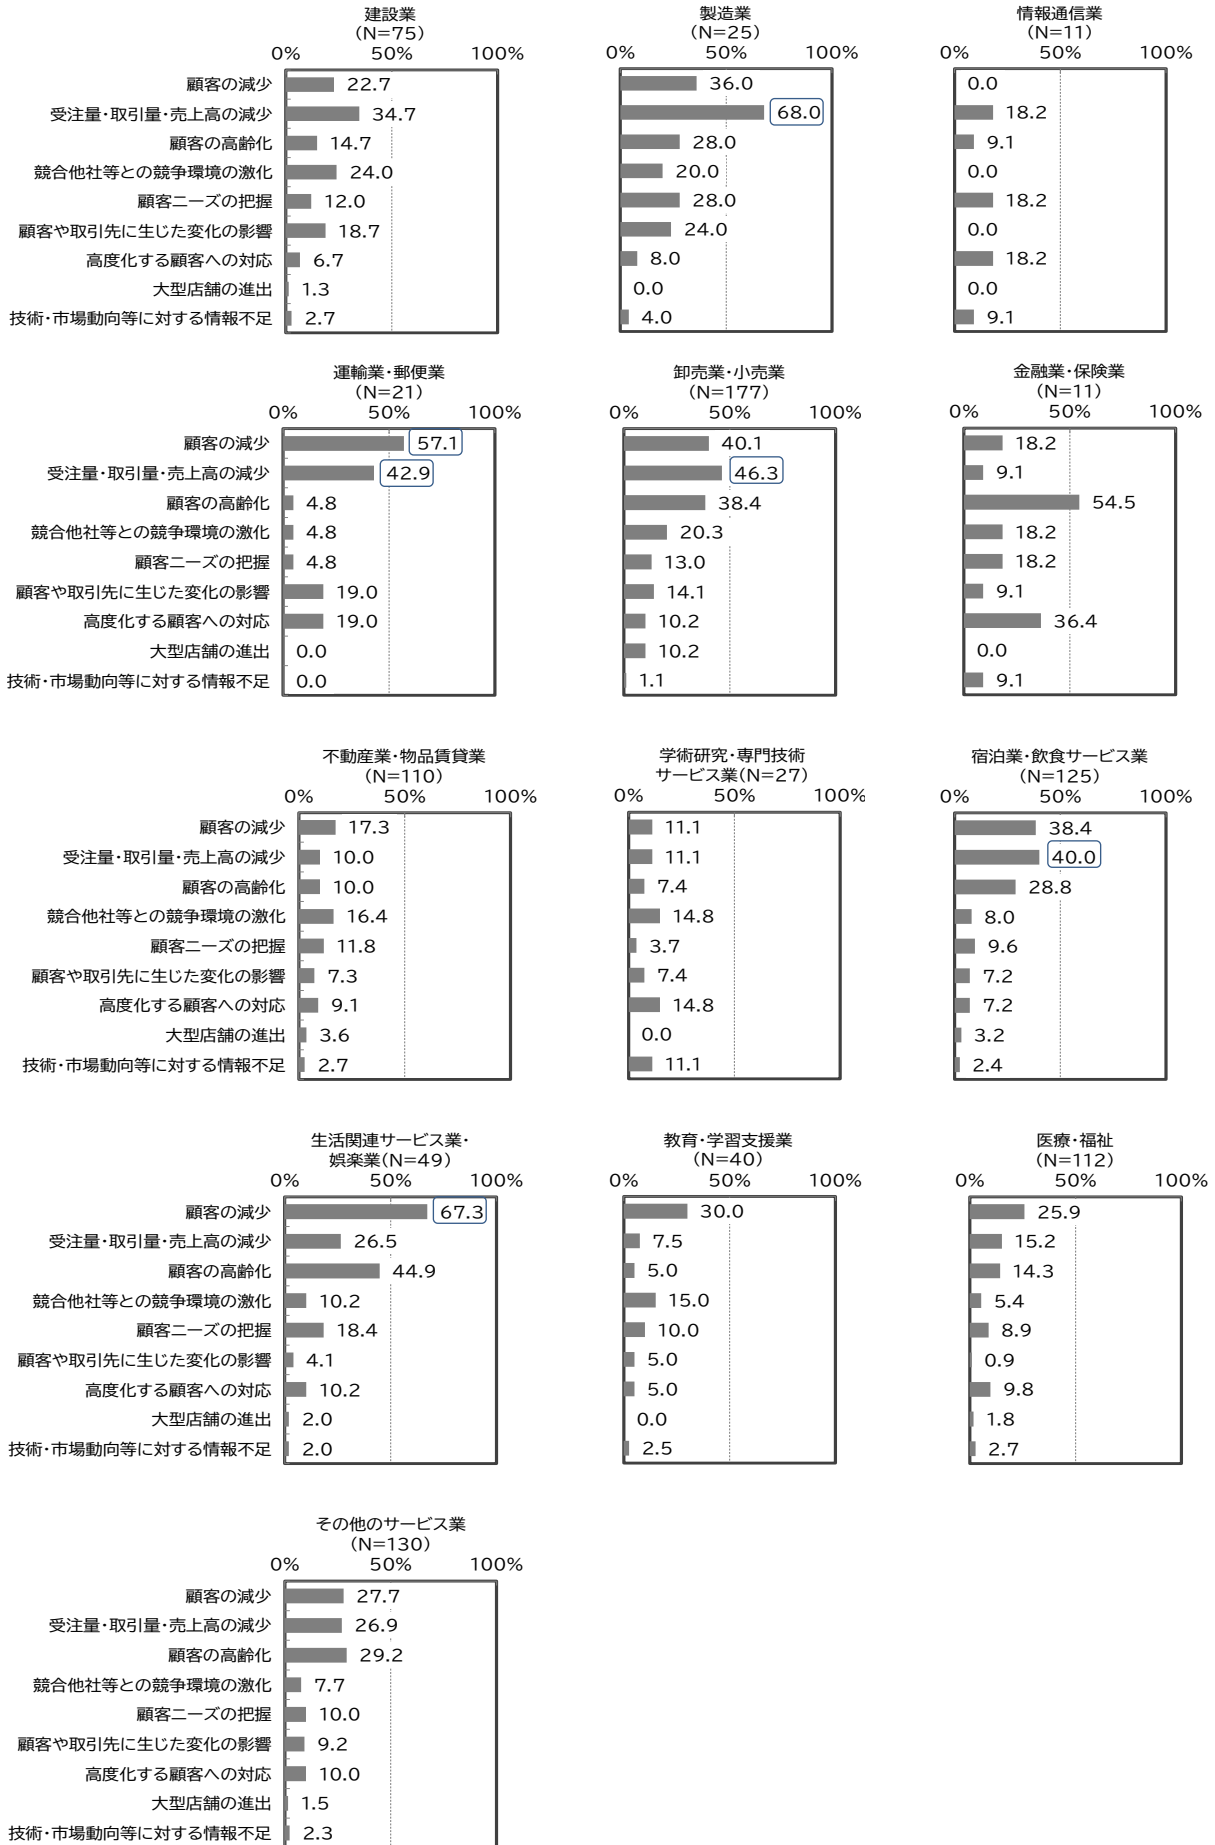 建設業
(N=75)
0% 50% 100%
顧客の減少 22.7
受注量・取引量・売上高の減少 34.7
顧客の高齢化 14.7
競合他社等との競争環境の激化 24.0
顧客ニーズの把握 12.0
顧客や取引先に生じた変化の影響 18.7
高度化する顧客への対応 6.7
大型店舗の進出 1.3
技術・市場動向等に対する情報不足 2.7
製造業
(N=25)
0% 50% 100%
36.0
68.0
28.0
20.0
28.0
24.0
8.0
0.0
4.0
情報通信業
(N=11)
0% 50% 100%
0.0
18.2
9.1
0.0
18.2
0.0
18.2
0.0
9.1
運輸業・郵便業
(N=21)
0% 50% 100%
顧客の減少 57.1
受注量・取引量・売上高の減少 42.9
顧客の高齢化 4.8
競合他社等との競争環境の激化 4.8
顧客ニーズの把握 4.8
顧客や取引先に生じた変化の影響 19.0
高度化する顧客への対応 19.0
大型店舗の進出 0.0
技術・市場動向等に対する情報不足 0.0
卸売業・小売業
(N=177)
0% 50% 100%
40.1
46.3
38.4
20.3
13.0
14.1
10.2
10.2
1.1
金融業・保険業
(N=11)
0% 50% 100%
18.2
9.1
54.5
18.2
18.2
9.1
36.4
0.0
9.1
不動産業・物品賃貸業
(N=110)
0% 50% 100%
顧客の減少 17.3
受注量・取引量・売上高の減少 10.0
顧客の高齢化 10.0
競合他社等との競争環境の激化 16.4
顧客ニーズの把握 11.8
顧客や取引先に生じた変化の影響 7.3
高度化する顧客への対応 9.1
大型店舗の進出 3.6
技術・市場動向等に対する情報不足 2.7
学術研究・専門技術
サービス業(N=27)
0% 50% 100%
11.1
11.1
7.4
14.8
3.7
7.4
14.8
0.0
11.1
宿泊業・飲食サービス業
(N=125)
0% 50% 100%
38.4
40.0
28.8
8.0
9.6
7.2
7.2
3.2
2.4
生活関連サービス業・
娯楽業(N=49)
0% 50% 100%
顧客の減少 67.3
受注量・取引量・売上高の減少 26.5
顧客の高齢化 44.9
競合他社等との競争環境の激化 10.2
顧客ニーズの把握 18.4
顧客や取引先に生じた変化の影響 4.1
高度化する顧客への対応 10.2
大型店舗の進出 2.0
技術・市場動向等に対する情報不足 2.0
教育・学習支援業
(N=40)
0% 50% 100%
30.0
7.5
5.0
15.0
10.0
5.0
5.0
0.0
2.5
医療・福祉
(N=112)
0% 50% 100%
25.9
15.2
14.3
5.4
8.9
0.9
9.8
1.8
2.7
その他のサービス業
(N=130)
0% 50% 100%
顧客の減少 27.7
受注量・取引量・売上高の減少 26.9
顧客の高齢化 29.2
競合他社等との競争環境の激化 7.7
顧客ニーズの把握 10.0
顧客や取引先に生じた変化の影響 9.2
高度化する顧客への対応 10.0
大型店舗の進出 1.5
技術・市場動向等に対する情報不足 2.3